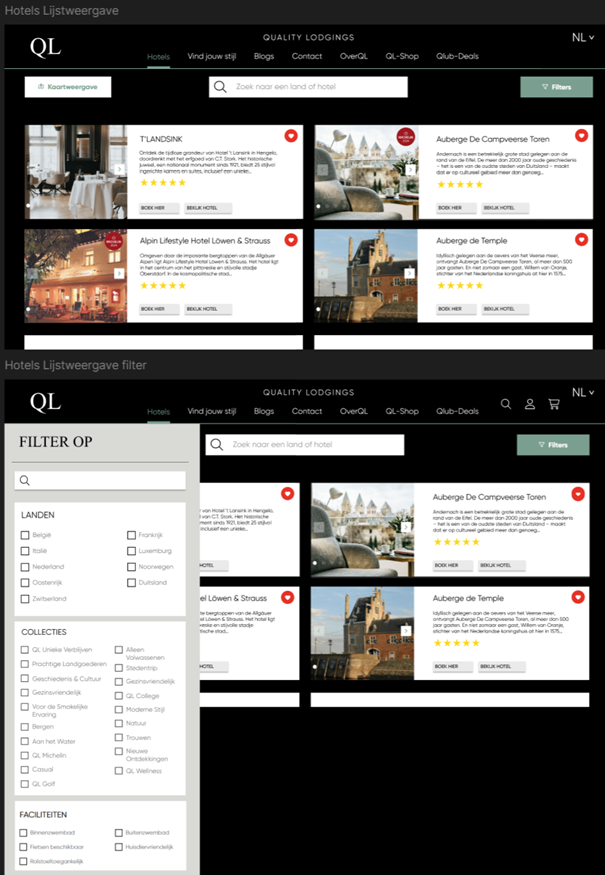 Hotels Lijstweergave
QL
QUALITY LODGINGS
NL
Hotels Vind jouw stijl Blogs Contact OverQL QL-Shop Qlub-Deals
Kaartweergave
Zoek naar een land of hotel
Filters
T'LANDSINK
Ontdek de tijdloze grandeur van Hotel 't Lansink in Hengelo,
doordrenkt met het erfgoed van C.T. Stork. Het historische
juweel, een nationaal monument sinds 1921, biedt 25 stijlvol
ingerichte kamers en suites, inclusief een unieke...
BOEK HIER BEKIJK HOTEL
MICHELIN
Auberge De Campveerse Toren
Andernach is een betrekkelijk grote stad gelegen aan de
rand van de Eifel. De meer dan 2000 jaar oude geschiedenis
– het is een van de oudste steden van Duitsland – maakt
dat er op cultureel gebied meer dan genoeg...
BOEK HIER BEKIJK HOTEL
MICHELIN
Alpin Lifestyle Hotel Löwen & Strauss
Omgeven door de imposante bergtoppen van de Allgäuer
Alpen ligt Alpin Lifestyle Hotel Löwen & Strauss. Het hotel ligt
in het centrum van het pittoreske en stijlvolle stadje
Oberstdorf. In de kosmopolitische stad...
BOEK HIER BEKIJK HOTEL
Auberge de Temple
Idyllisch gelegen aan de oevers van het Veerse meer,
ontvangt Auberge De Campveerse Toren, al meer dan 500
jaar gasten. En niet zomaar een gast, Willem van Oranje,
stichter van het Nederlandse koningshuis at hier in 1575...
BOEK HIER BEKIJK HOTEL
Hotels Lijstweergave filter
QL
QUALITY LODGINGS
NL
Hotels Vind jouw stijl Blogs Contact OverQL QL-Shop Qlub-Deals
FILTER OP
Zoek naar een land of hotel
Filters
LANDEN
België Frankrijk
Italië Luxemburg
Nederland Noorwegen
Oostenrijk Duitsland
Zwitserland
COLLECTIES
QL Unieke Verblijven
Prachtige Landgoederen
Geschiedenis & Cultuur
Gezinsvriendelijk
Voor de Smakelijke
Ervaring
Bergen
Aan het Water
QL Michelin
Casual
QL Golf
Alleen
Volwassenen
Stedentrip
Gezinsvriendelijk
QL College
Moderne Stijl
Natuur
Trouwen
Nieuwe
Ontdekkingen
QL Wellness
FACILITEITEN
Binnenzwembad Buitenzwembad
Fietsen beschikbaar Huisdiervriendelijk
Rolstoeltoegankelijk
van Hotel 't Lansink in Hengelo,
van C.T. Stork. Het historische
ment sinds 1921, biedt 25 stijlvol
inclusief een unieke...
HOTEL
Auberge De Campveerse Toren
Andernach is een betrekkelijk grote stad gelegen aan de
rand van de Eifel. De meer dan 2000 jaar oude geschiedenis
– het is een van de oudste steden van Duitsland – maakt
dat er op cultureel gebied meer dan genoeg...
BOEK HIER BEKIJK HOTEL
el Löwen & Strauss
te bergtoppen van de Allgäuer
Löwen & Strauss. Het hotel ligt
e en stijlvolle stadje
sche stad...
HOTEL
Auberge de Temple
Idyllisch gelegen aan de oevers van het Veerse meer,
ontvangt Auberge De Campveerse Toren, al meer dan 500
jaar gasten. En niet zomaar een gast, Willem van Oranje,
stichter van het Nederlandse koningshuis at hier in 1575...
BOEK HIER BEKIJK HOTEL